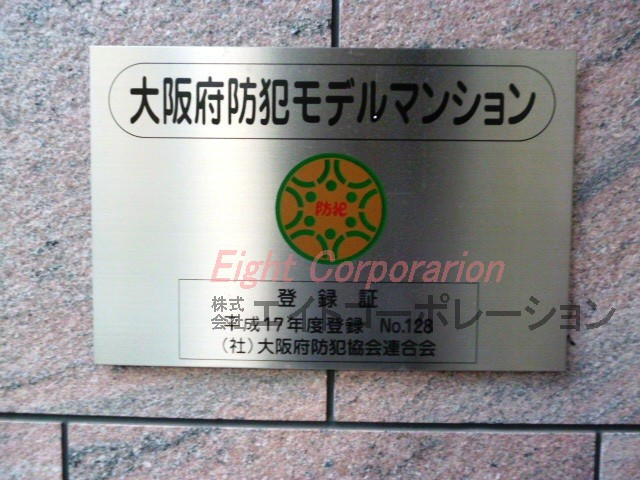 大阪府防犯モデルマンション
防犯
Eight Corporarion
登録証
株式会社エイトコーポレーション
平成17年度登録 No.128
(社)大阪府防犯協会連合会